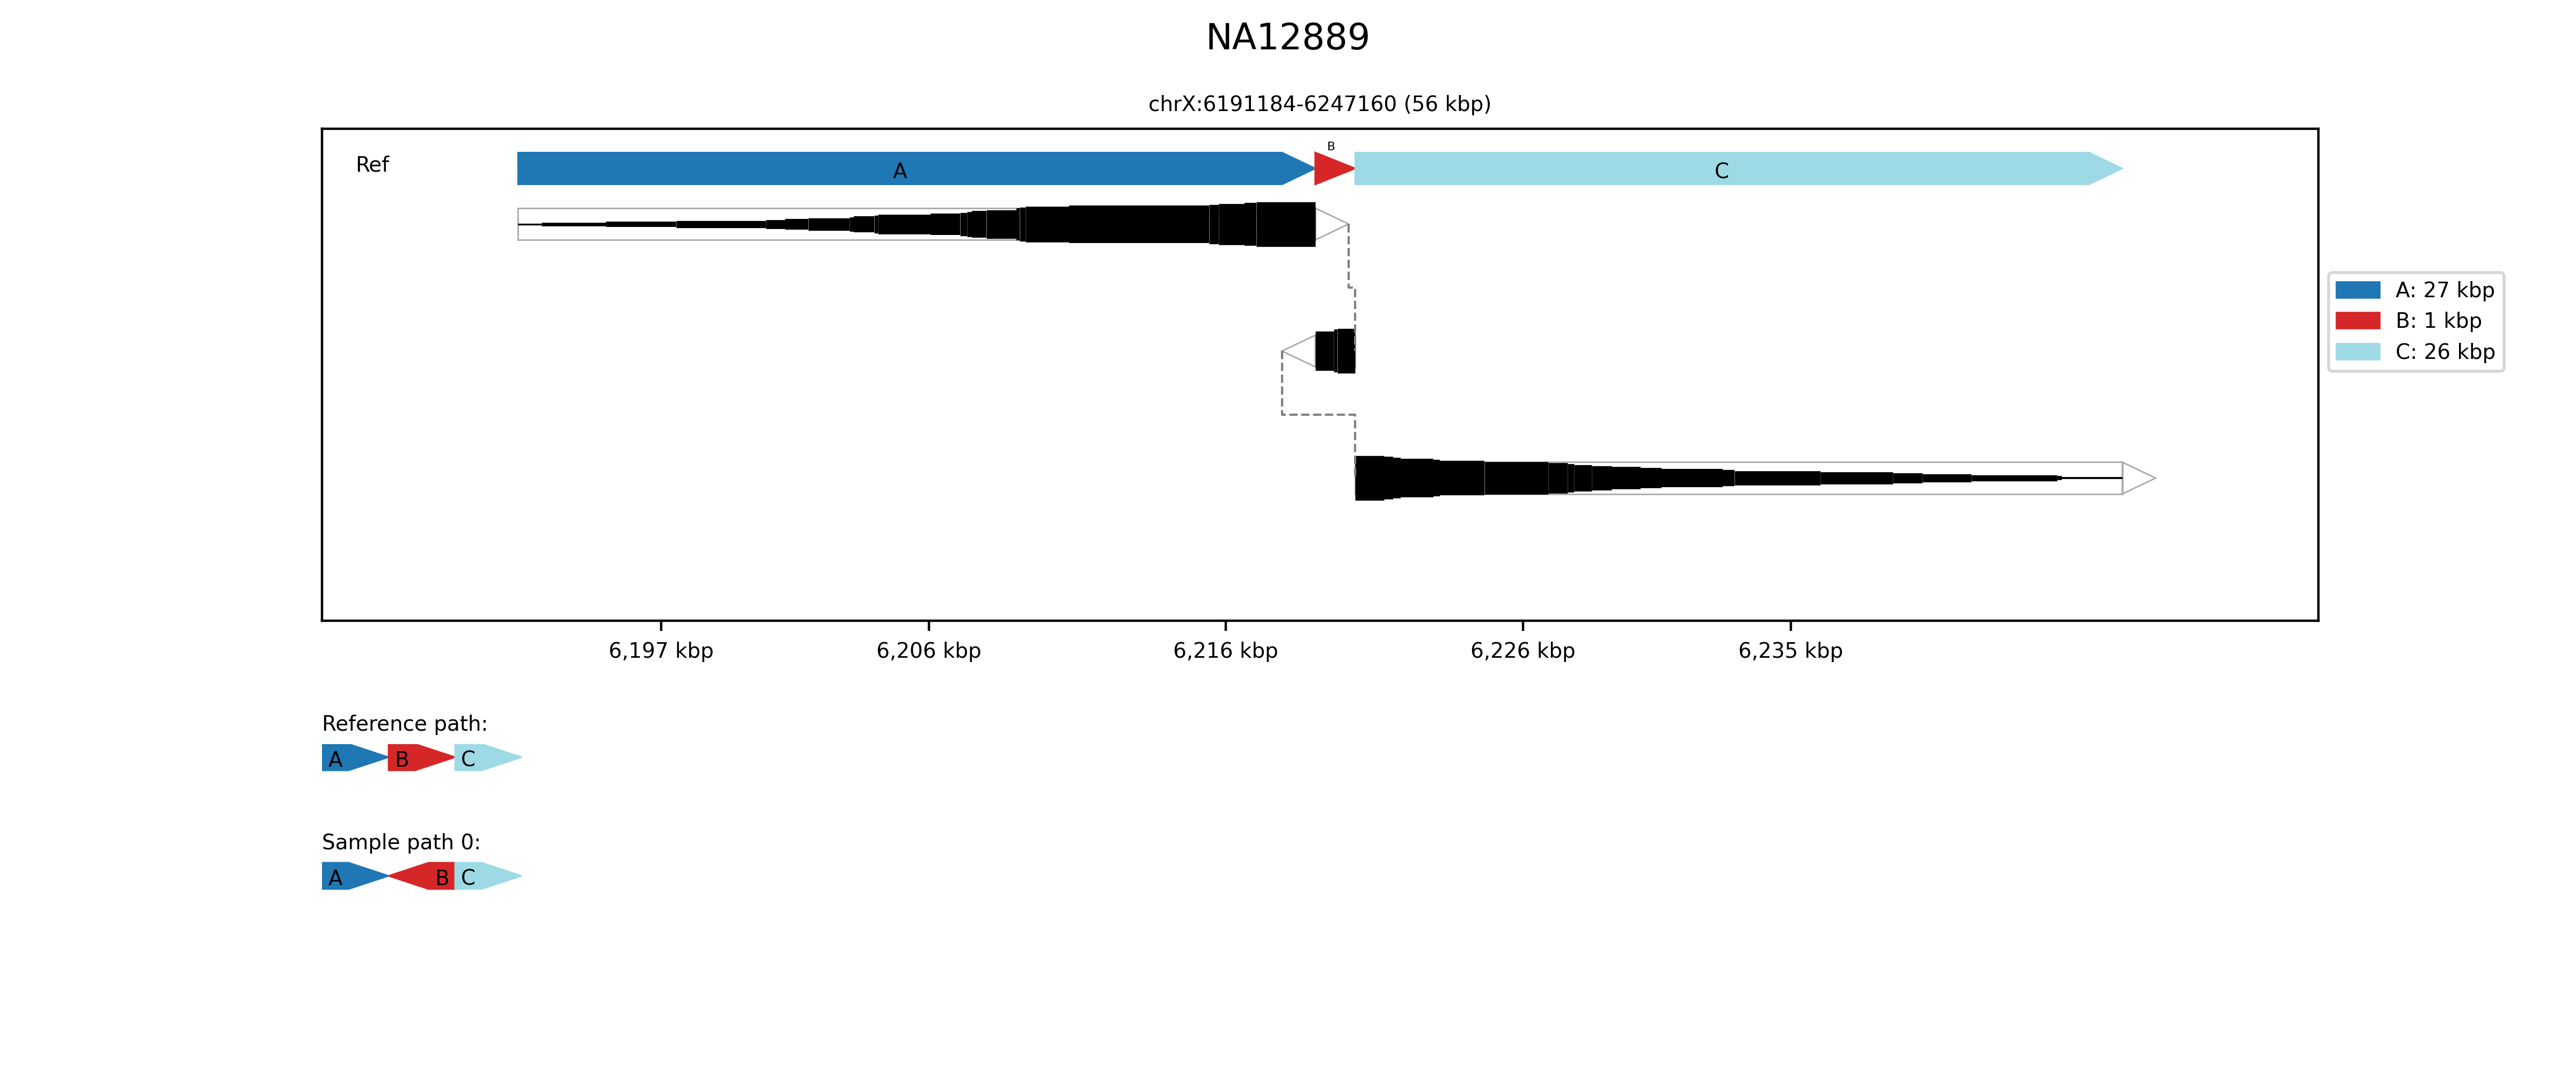 NA12889
chrX:6191184-6247160 (56 kbp)
Ref
A
B
C
A: 27 kbp
B: 1 kbp
C: 26 kbp
6,197 kbp
6,206 kbp
6,216 kbp
6,226 kbp
6,235 kbp
Reference path:
A B C
Sample path 0:
A B C